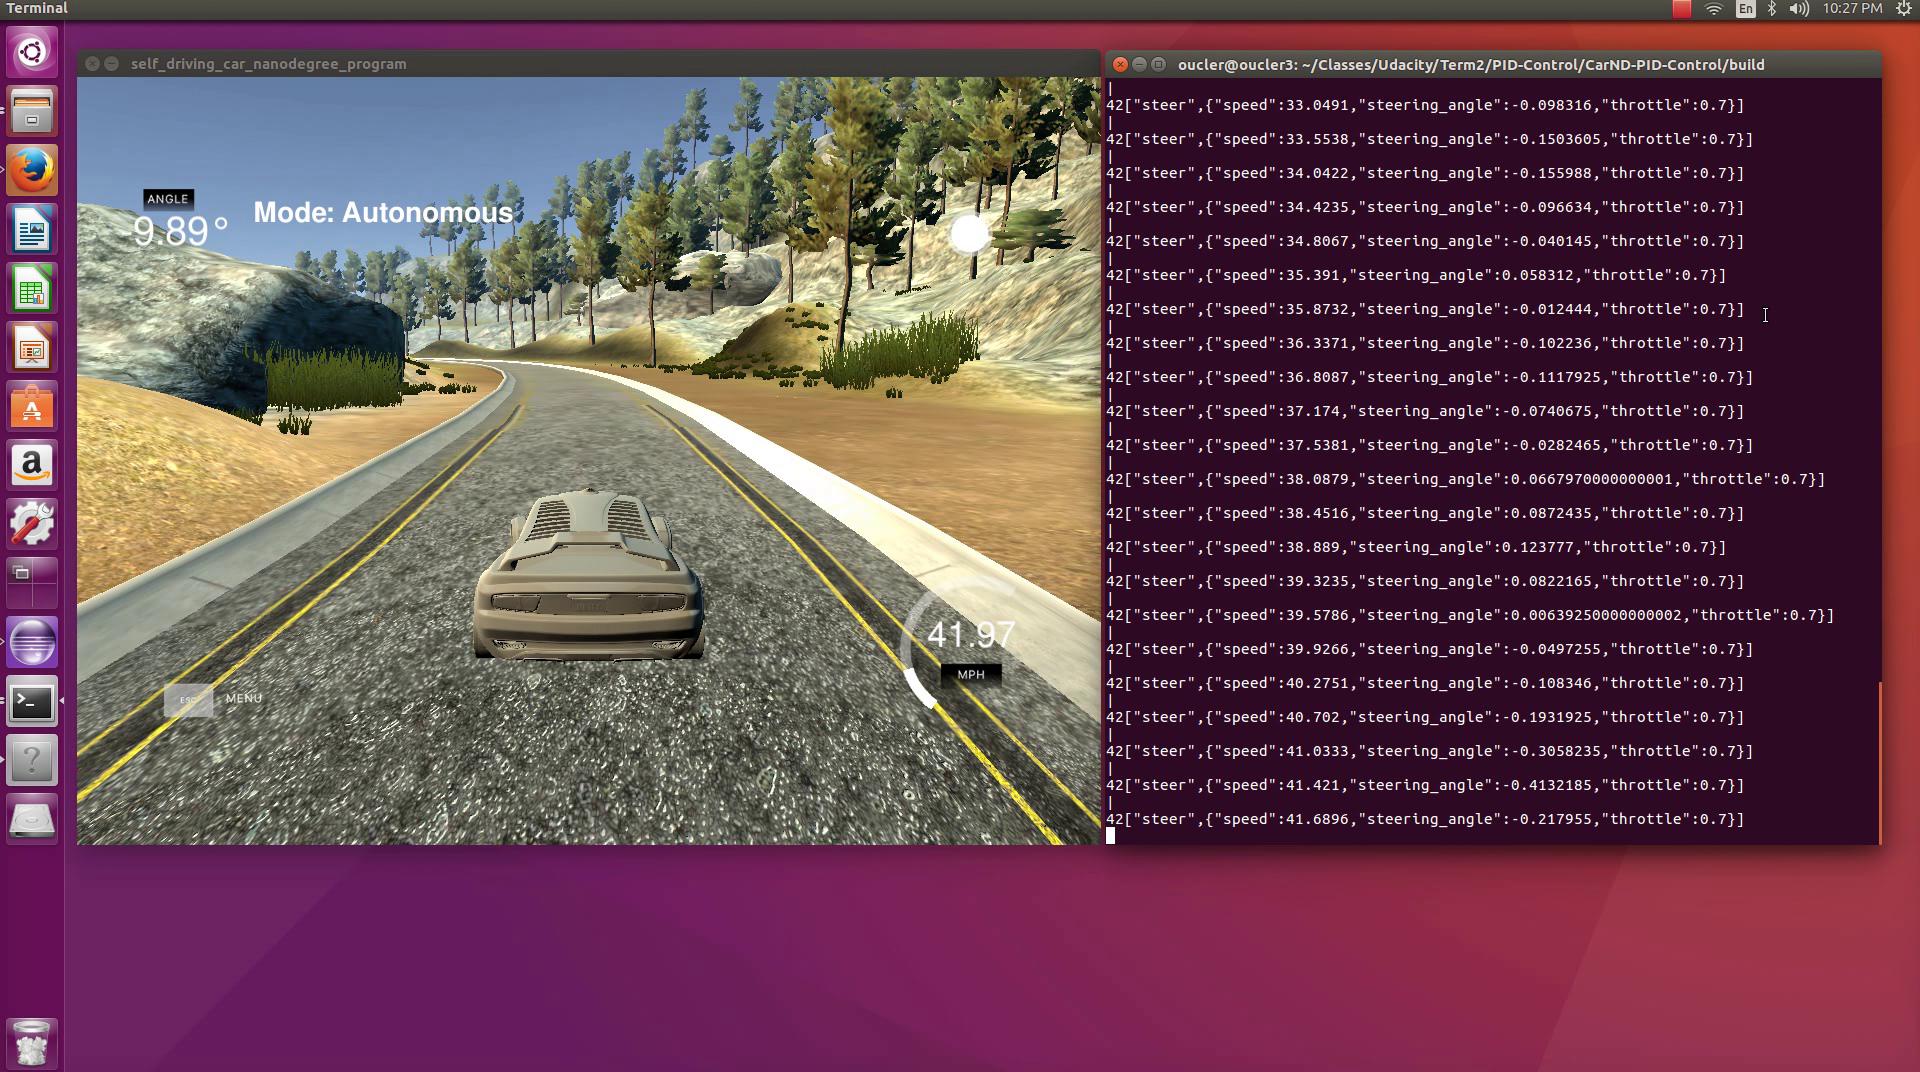 Terminal
En
10:27 PM
self_driving_car_nanodegree_program
ANGLE
9.89°
Mode: Autonomous
41.97
MPH
ESC
MENU
oucler@oucler3: ~/Classes/Udacity/Term2/PID-Control/CarND-PID-Control/build
|
42["steer",{"speed":33.0491,"steering_angle":-0.098316,"throttle":0.7}]
|
42["steer",{"speed":33.5538,"steering_angle":-0.1503605,"throttle":0.7}]
|
42["steer",{"speed":34.0422,"steering_angle":-0.155988,"throttle":0.7}]
|
42["steer",{"speed":34.4235,"steering_angle":-0.096634,"throttle":0.7}]
|
42["steer",{"speed":34.8067,"steering_angle":-0.040145,"throttle":0.7}]
|
42["steer",{"speed":35.391,"steering_angle":0.058312,"throttle":0.7}]
|
42["steer",{"speed":35.8732,"steering_angle":-0.012444,"throttle":0.7}]
|
42["steer",{"speed":36.3371,"steering_angle":-0.102236,"throttle":0.7}]
|
42["steer",{"speed":36.8087,"steering_angle":-0.1117925,"throttle":0.7}]
|
42["steer",{"speed":37.174,"steering_angle":-0.0740675,"throttle":0.7}]
|
42["steer",{"speed":37.5381,"steering_angle":-0.0282465,"throttle":0.7}]
|
42["steer",{"speed":38.0879,"steering_angle":0.0667970000000001,"throttle":0.7}]
|
42["steer",{"speed":38.4516,"steering_angle":0.0872435,"throttle":0.7}]
|
42["steer",{"speed":38.889,"steering_angle":0.123777,"throttle":0.7}]
|
42["steer",{"speed":39.3235,"steering_angle":0.0822165,"throttle":0.7}]
|
42["steer",{"speed":39.5786,"steering_angle":0.00639250000000002,"throttle":0.7}]
|
42["steer",{"speed":39.9266,"steering_angle":-0.0497255,"throttle":0.7}]
|
42["steer",{"speed":40.2751,"steering_angle":-0.108346,"throttle":0.7}]
|
42["steer",{"speed":40.702,"steering_angle":-0.1931925,"throttle":0.7}]
|
42["steer",{"speed":41.0333,"steering_angle":-0.3058235,"throttle":0.7}]
|
42["steer",{"speed":41.421,"steering_angle":-0.4132185,"throttle":0.7}]
|
42["steer",{"speed":41.6896,"steering_angle":-0.217955,"throttle":0.7}]